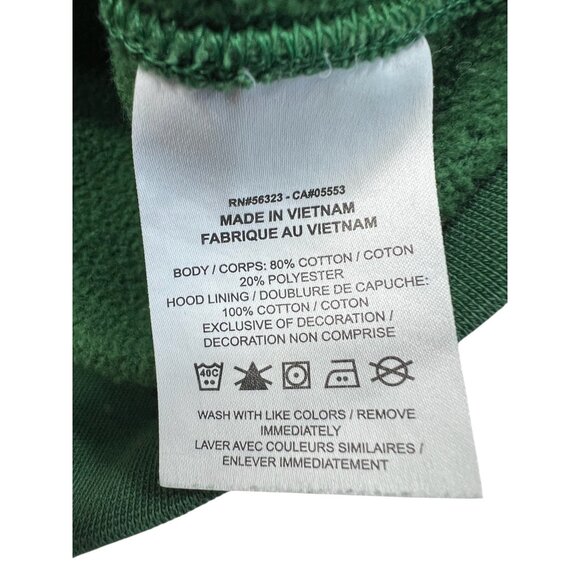 RN#56323 - CA#05553
MADE IN VIETNAM
FABRIQUE AU VIETNAM
BODY / CORPS: 80% COTTON / COTON
20% POLYESTER
HOOD LINING / DOUBLURE DE CAPUCHE:
100% COTTON / COTON
EXCLUSIVE OF DECORATION /
DECORATION NON COMPRISE
40C
WASH WITH LIKE COLORS / REMOVE
IMMEDIATELY
LAVER AVEC COULEURS SIMILAIRES /
ENLEVER IMMEDIATEMENT